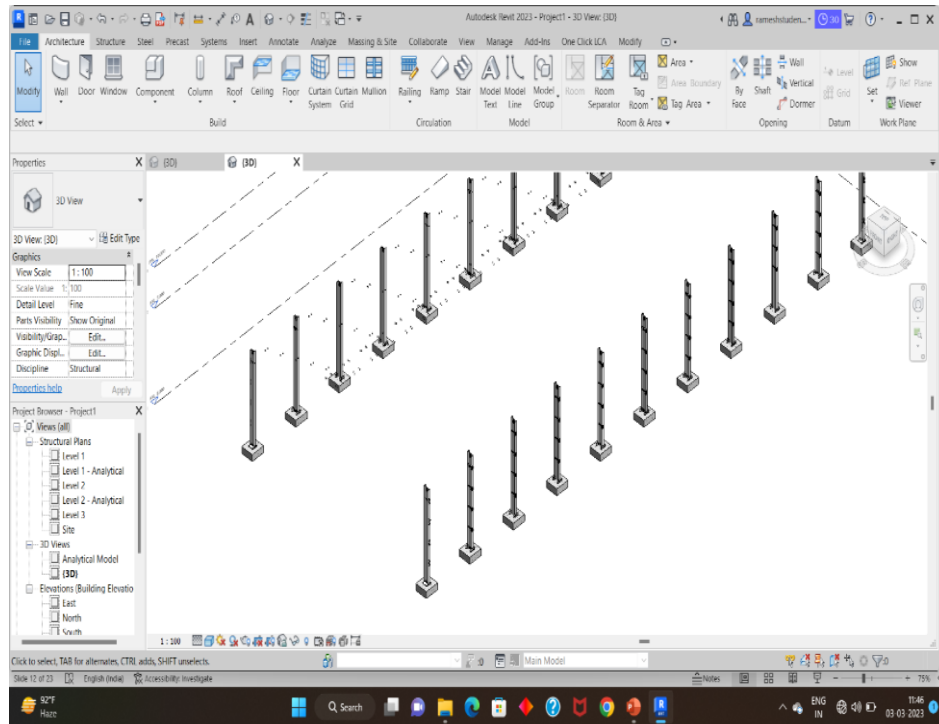 Autodesk Revit 2023 - Project1 - 3D View: {3D}
rameshstuden...
30
File Architecture Structure Steel Precast Systems Insert Annotate Analyze Massing & Site Collaborate View Manage Add-Ins One Click LCA Modify
Modify Wall Door Window Component Column Roof Ceiling Floor Curtain System Curtain Grid Mullion Railing Ramp Stair Model Text Model Line Model Group Room Room Separator Tag Room Area Area Boundary Tag Area By Face Shaft Wall Vertical Dormer Level Grid Set Show Ref Plane Viewer
Select Build Circulation Model Room & Area Opening Datum Work Plane
Properties X {3D} {3D} X
3D View
3D View: {3D} Edit Type
Graphics
View Scale 1 : 100
Scale Value 1: 100
Detail Level Fine
Parts Visibility Show Original
Visibility/Grap... Edit...
Graphic Displ... Edit...
Discipline Structural
Properties help Apply
Project Browser - Project1 X
Views (all)
Structural Plans
Level 1
Level 1 - Analytical
Level 2
Level 2 - Analytical
Level 3
Site
3D Views
Analytical Model
{3D}
Elevations (Building Elevatio
East
North
South
1 : 100
Click to select, TAB for alternates, CTRL adds, SHIFT unselects. :0 Main Model :0
Slide 12 of 23 English (India) Accessibility: Investigate Notes 75%
92°F
Haze
Search
ENG
IN
11:46
03-03-2023